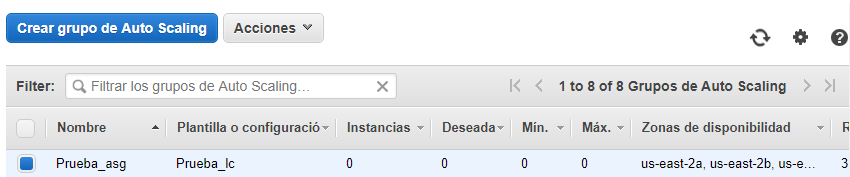 Crear grupo de Auto Scaling Acciones
Filter: Filtrar los grupos de Auto Scaling... 1 to 8 of 8 Grupos de Auto Scaling
Nombre Plantilla o configuració Instancias Deseada Mín. Máx. Zonas de disponibilidad R
Prueba_asg Prueba_lc 0 0 0 0 us-east-2a, us-east-2b, us-e... 3